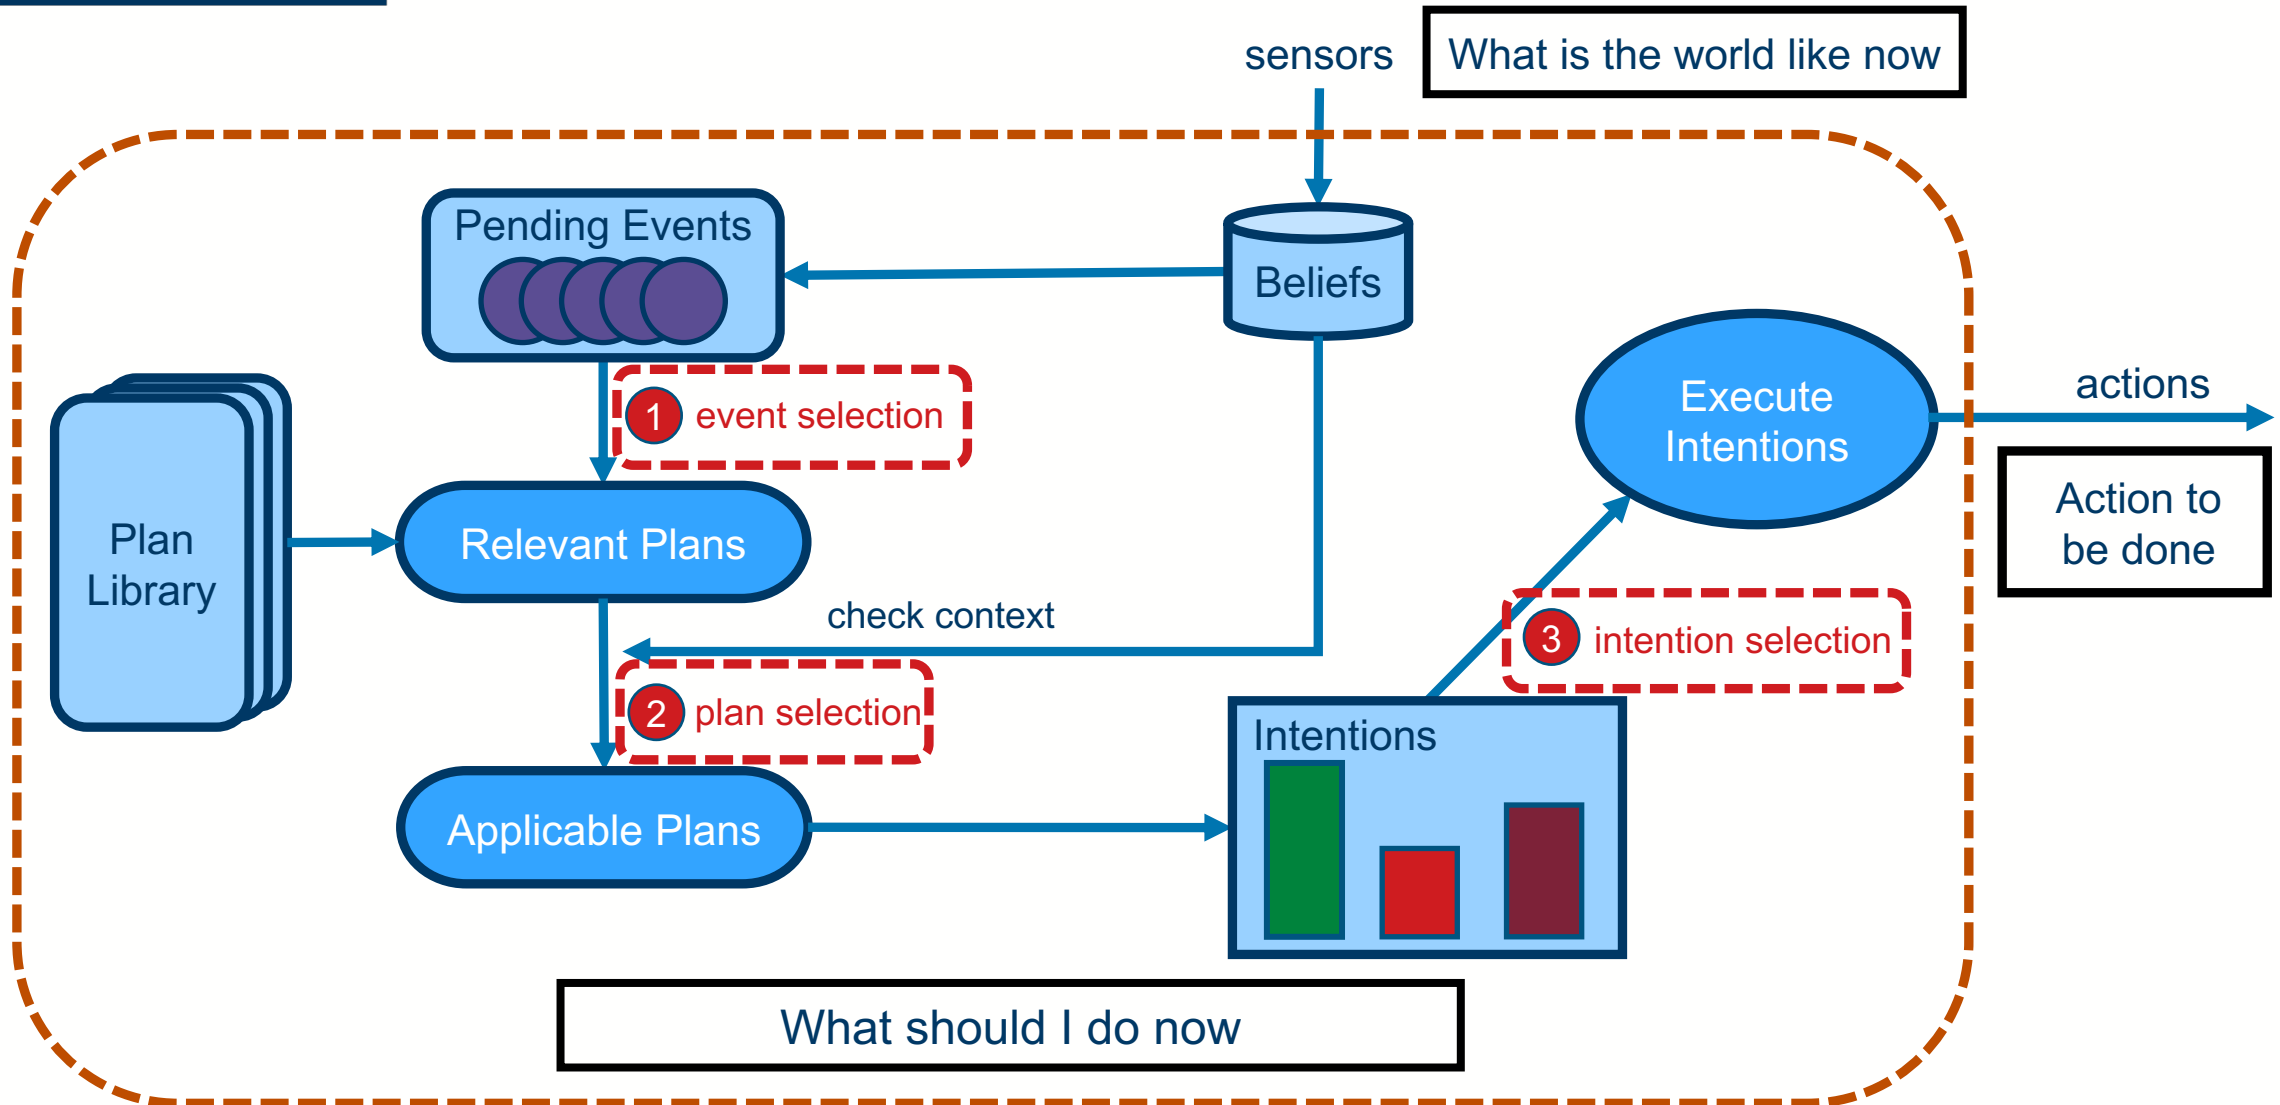 sensors
What is the world like now
Pending Events
Beliefs
1 event selection
Execute
Intentions
actions
Action to
be done
Plan
Library
Relevant Plans
check context
3 intention selection
2 plan selection
Intentions
Applicable Plans
What should I do now